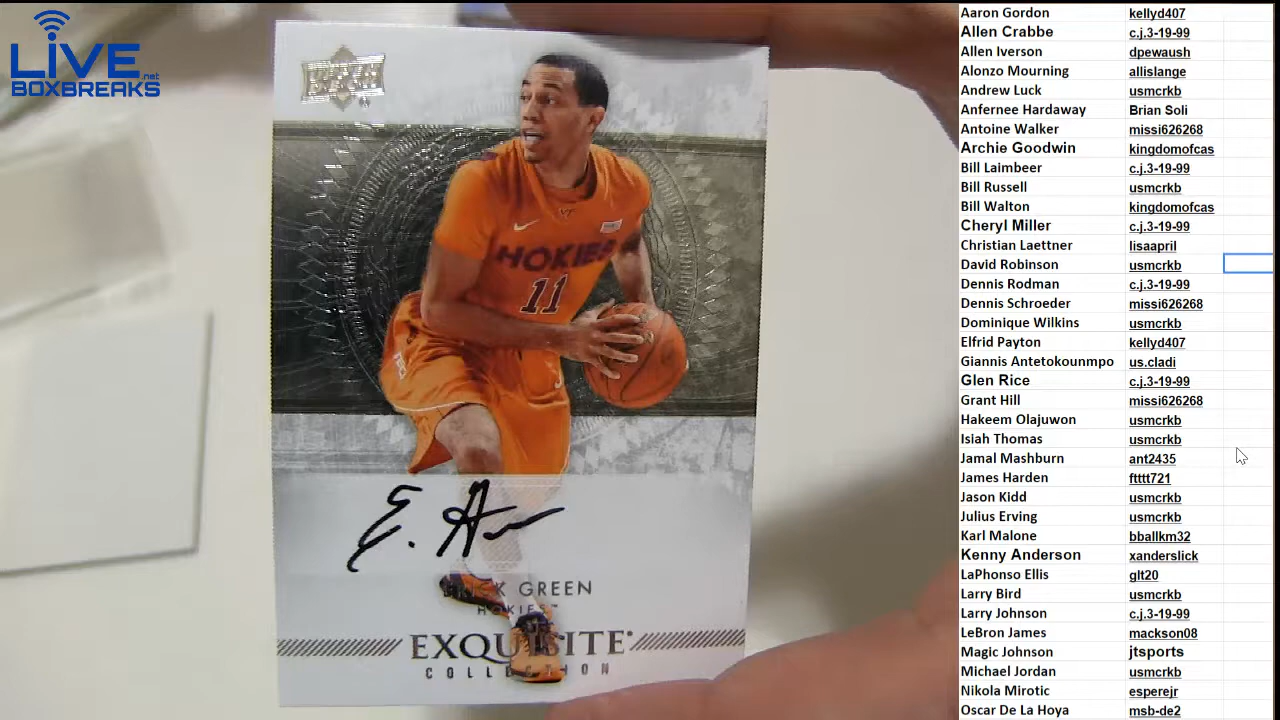 LIVE
.net
BOXBREAKS
HOKIES
11
E.
GREEN
HOKIES™
EXQUISITE
COLLECTION
Aaron Gordon kellyd407
Allen Crabbe c.j.3-19-99
Allen Iverson dpewaush
Alonzo Mourning allislange
Andrew Luck usmcrkb
Anfernee Hardaway Brian Soli
Antoine Walker missi626268
Archie Goodwin kingdomofcas
Bill Laimbeer c.j.3-19-99
Bill Russell usmcrkb
Bill Walton kingdomofcas
Cheryl Miller c.j.3-19-99
Christian Laettner lisaapril
David Robinson usmcrkb
Dennis Rodman c.j.3-19-99
Dennis Schroeder missi626268
Dominique Wilkins usmcrkb
Elfrid Payton kellyd407
Giannis Antetokounmpo us.cladi
Glen Rice c.j.3-19-99
Grant Hill missi626268
Hakeem Olajuwon usmcrkb
Isiah Thomas usmcrkb
Jamal Mashburn ant2435
James Harden ftttt721
Jason Kidd usmcrkb
Julius Erving usmcrkb
Karl Malone bballkm32
Kenny Anderson xanderslick
LaPhonso Ellis glt20
Larry Bird usmcrkb
Larry Johnson c.j.3-19-99
LeBron James mackson08
Magic Johnson jtsports
Michael Jordan usmcrkb
Nikola Mirotic esperejr
Oscar De La Hoya msb-de2